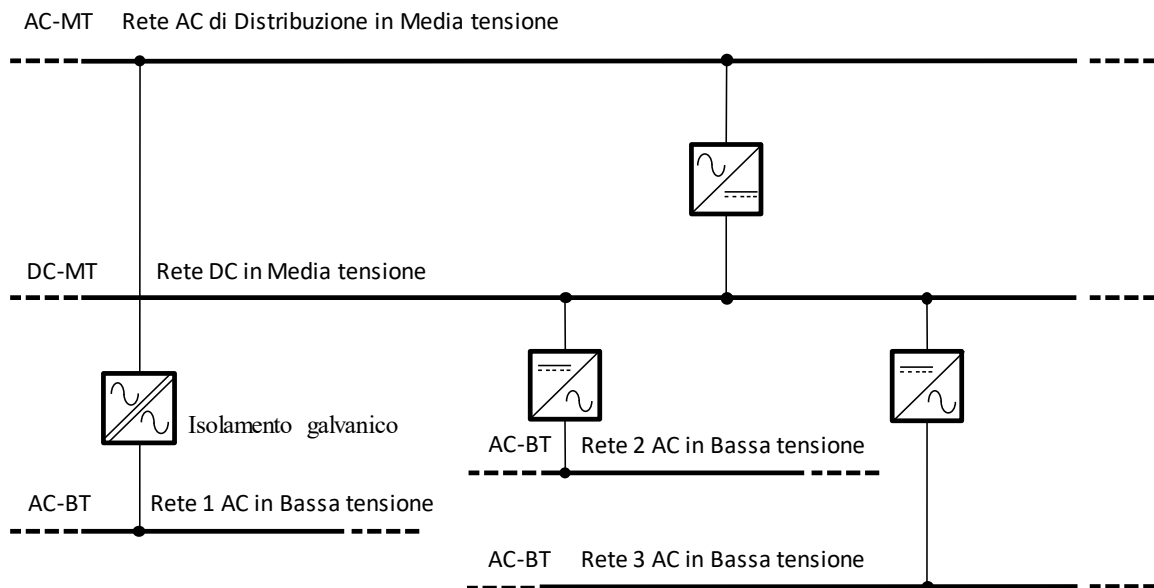 AC-MT Rete AC di Distribuzione in Media tensione
DC-MT Rete DC in Media tensione
Isolamento galvanico
AC-BT Rete 2 AC in Bassa tensione
AC-BT Rete 1 AC in Bassa tensione
AC-BT Rete 3 AC in Bassa tensione